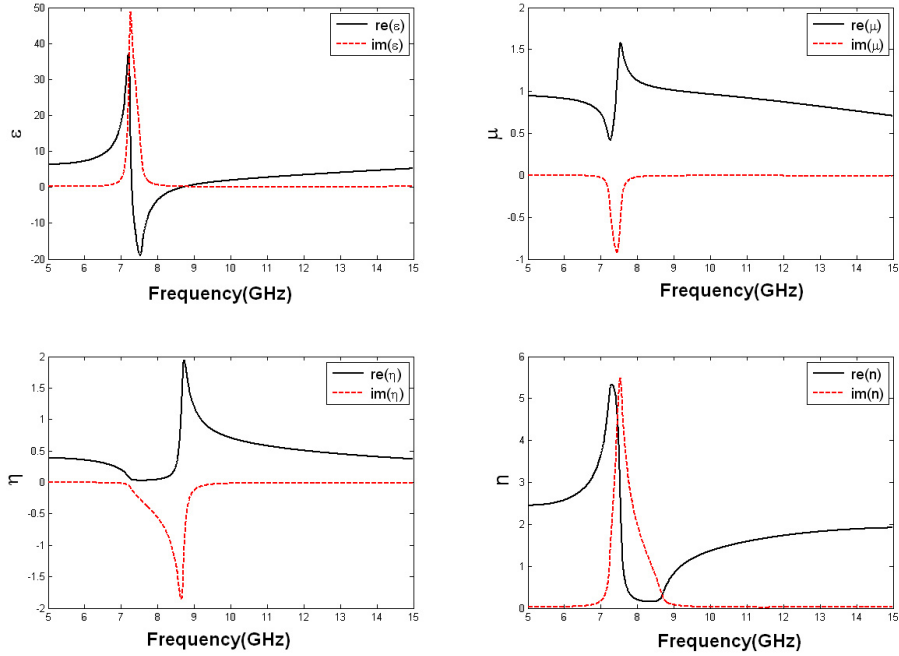 50
40
30
20
10
0
-10
-20
ε
re(ε)
im(ε)
5 6 7 8 9 10 11 12 13 14 15
Frequency(GHz)
2
1.5
1
0.5
0
-0.5
-1
μ
re(μ)
im(μ)
5 6 7 8 9 10 11 12 13 14 15
Frequency(GHz)
2
1.5
1
0.5
0
-0.5
-1
-1.5
-2
η
re(η)
im(η)
5 6 7 8 9 10 11 12 13 14 15
Frequency(GHz)
6
5
4
3
2
1
0
n
re(n)
im(n)
5 6 7 8 9 10 11 12 13 14 15
Frequency(GHz)